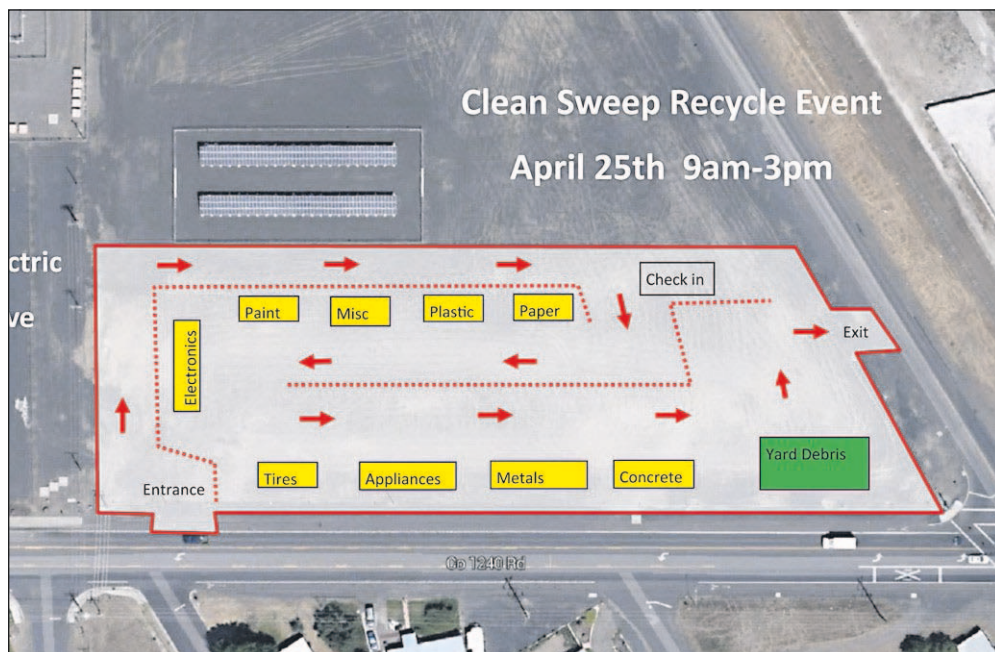 Clean Sweep Recycle Event
April 25th 9am-3pm
ctric
ve
Check in
Paint
Misc
Plastic
Paper
Exit
Electronics
Entrance
Tires
Appliances
Metals
Concrete
Yard Debris
Co 1240 Rd